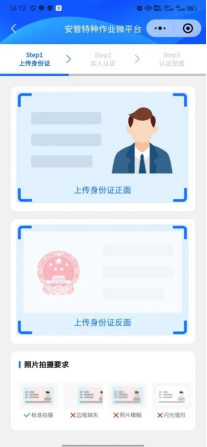 16:12
安管特种作业微平台
Step1
上传身份证
Step2
实人认证
Step3
认证完成
上传身份证正面
上传身份证反面
照片拍摄要求
标准拍摄
边框缺失
照片模糊
闪光强烈